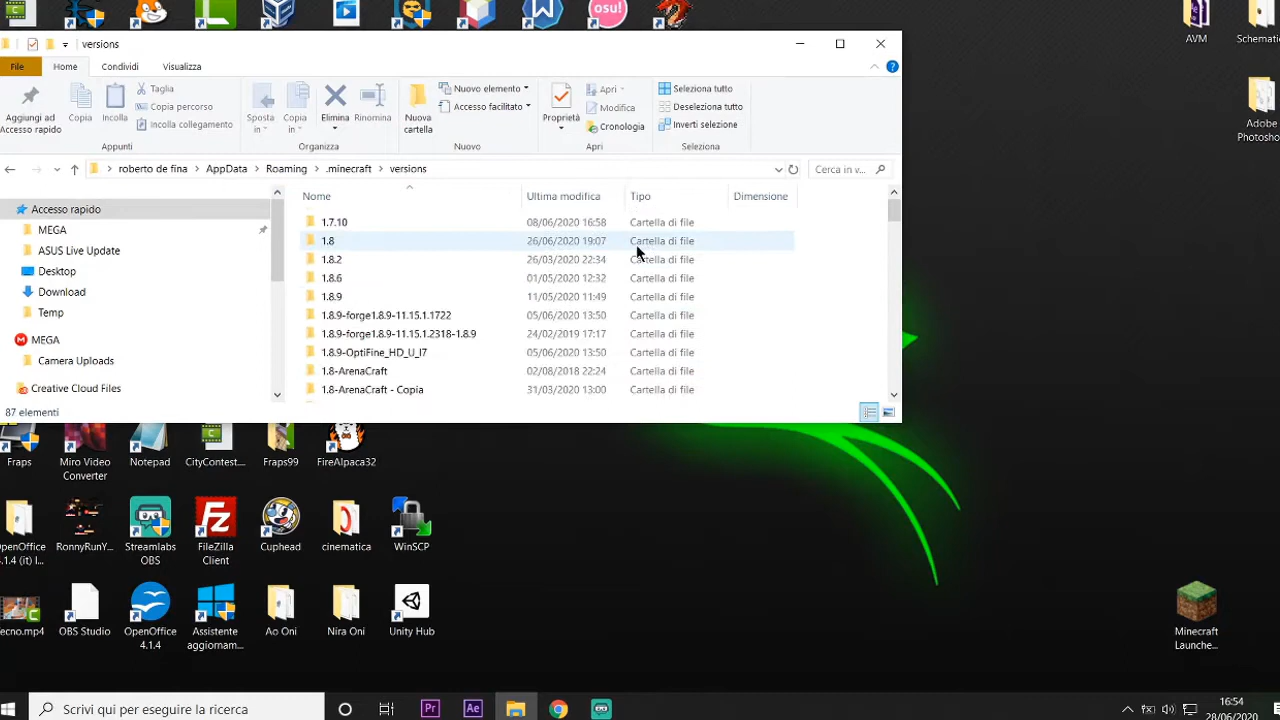 osu!
AVM
Schemati...
versions
File Home Condividi Visualizza
Aggiungi ad
Accesso rapido
Copia
Incolla
Taglia
Copia percorso
Incolla collegamento
Appunti
Sposta
in
Copia
in
Elimina
Rinomina
Organizza
Nuova
cartella
Nuovo elemento
Accesso facilitato
Nuovo
Proprietà
Apri
Modifica
Cronologia
Apri
Seleziona tutto
Deseleziona tutto
Inverti selezione
Seleziona
Adobe
Photosho...
roberto de fina > AppData > Roaming > .minecraft > versions
Cerca in v...
Nome Ultima modifica Tipo Dimensione
1.7.10 08/06/2020 16:58 Cartella di file
1.8 26/06/2020 19:07 Cartella di file
1.8.2 26/03/2020 22:34 Cartella di file
1.8.6 01/05/2020 12:32 Cartella di file
1.8.9 11/05/2020 11:49 Cartella di file
1.8.9-forge1.8.9-11.15.1.1722 05/06/2020 13:50 Cartella di file
1.8.9-forge1.8.9-11.15.1.2318-1.8.9 24/02/2019 17:17 Cartella di file
1.8.9-OptiFine_HD_U_I7 05/06/2020 13:50 Cartella di file
1.8-ArenaCraft 02/08/2018 22:24 Cartella di file
1.8-ArenaCraft - Copia 31/03/2020 13:00 Cartella di file
Accesso rapido
MEGA
ASUS Live Update
Desktop
Download
Temp
MEGA
Camera Uploads
Creative Cloud Files
87 elementi
Fraps
Miro Video
Converter
Notepad
CityContest...
Fraps99
FireAlpaca32
OpenOffice
4.1.4 (it) I...
RonnyRunY...
Streamlabs
OBS
FileZilla
Client
Cuphead
cinematica
WinSCP
ecno.mp4
OBS Studio
OpenOffice
4.1.4
Assistente
aggiornam...
Ao Oni
Nira Oni
Unity Hub
Minecraft
Launche...
Scrivi qui per eseguire la ricerca
Pr
Ae
16:54
28/06/2020